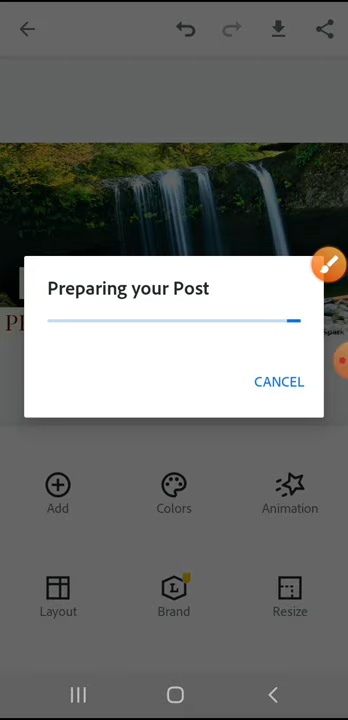 Preparing your Post
CANCEL
Add
Colors
Animation
Layout
Brand
Resize